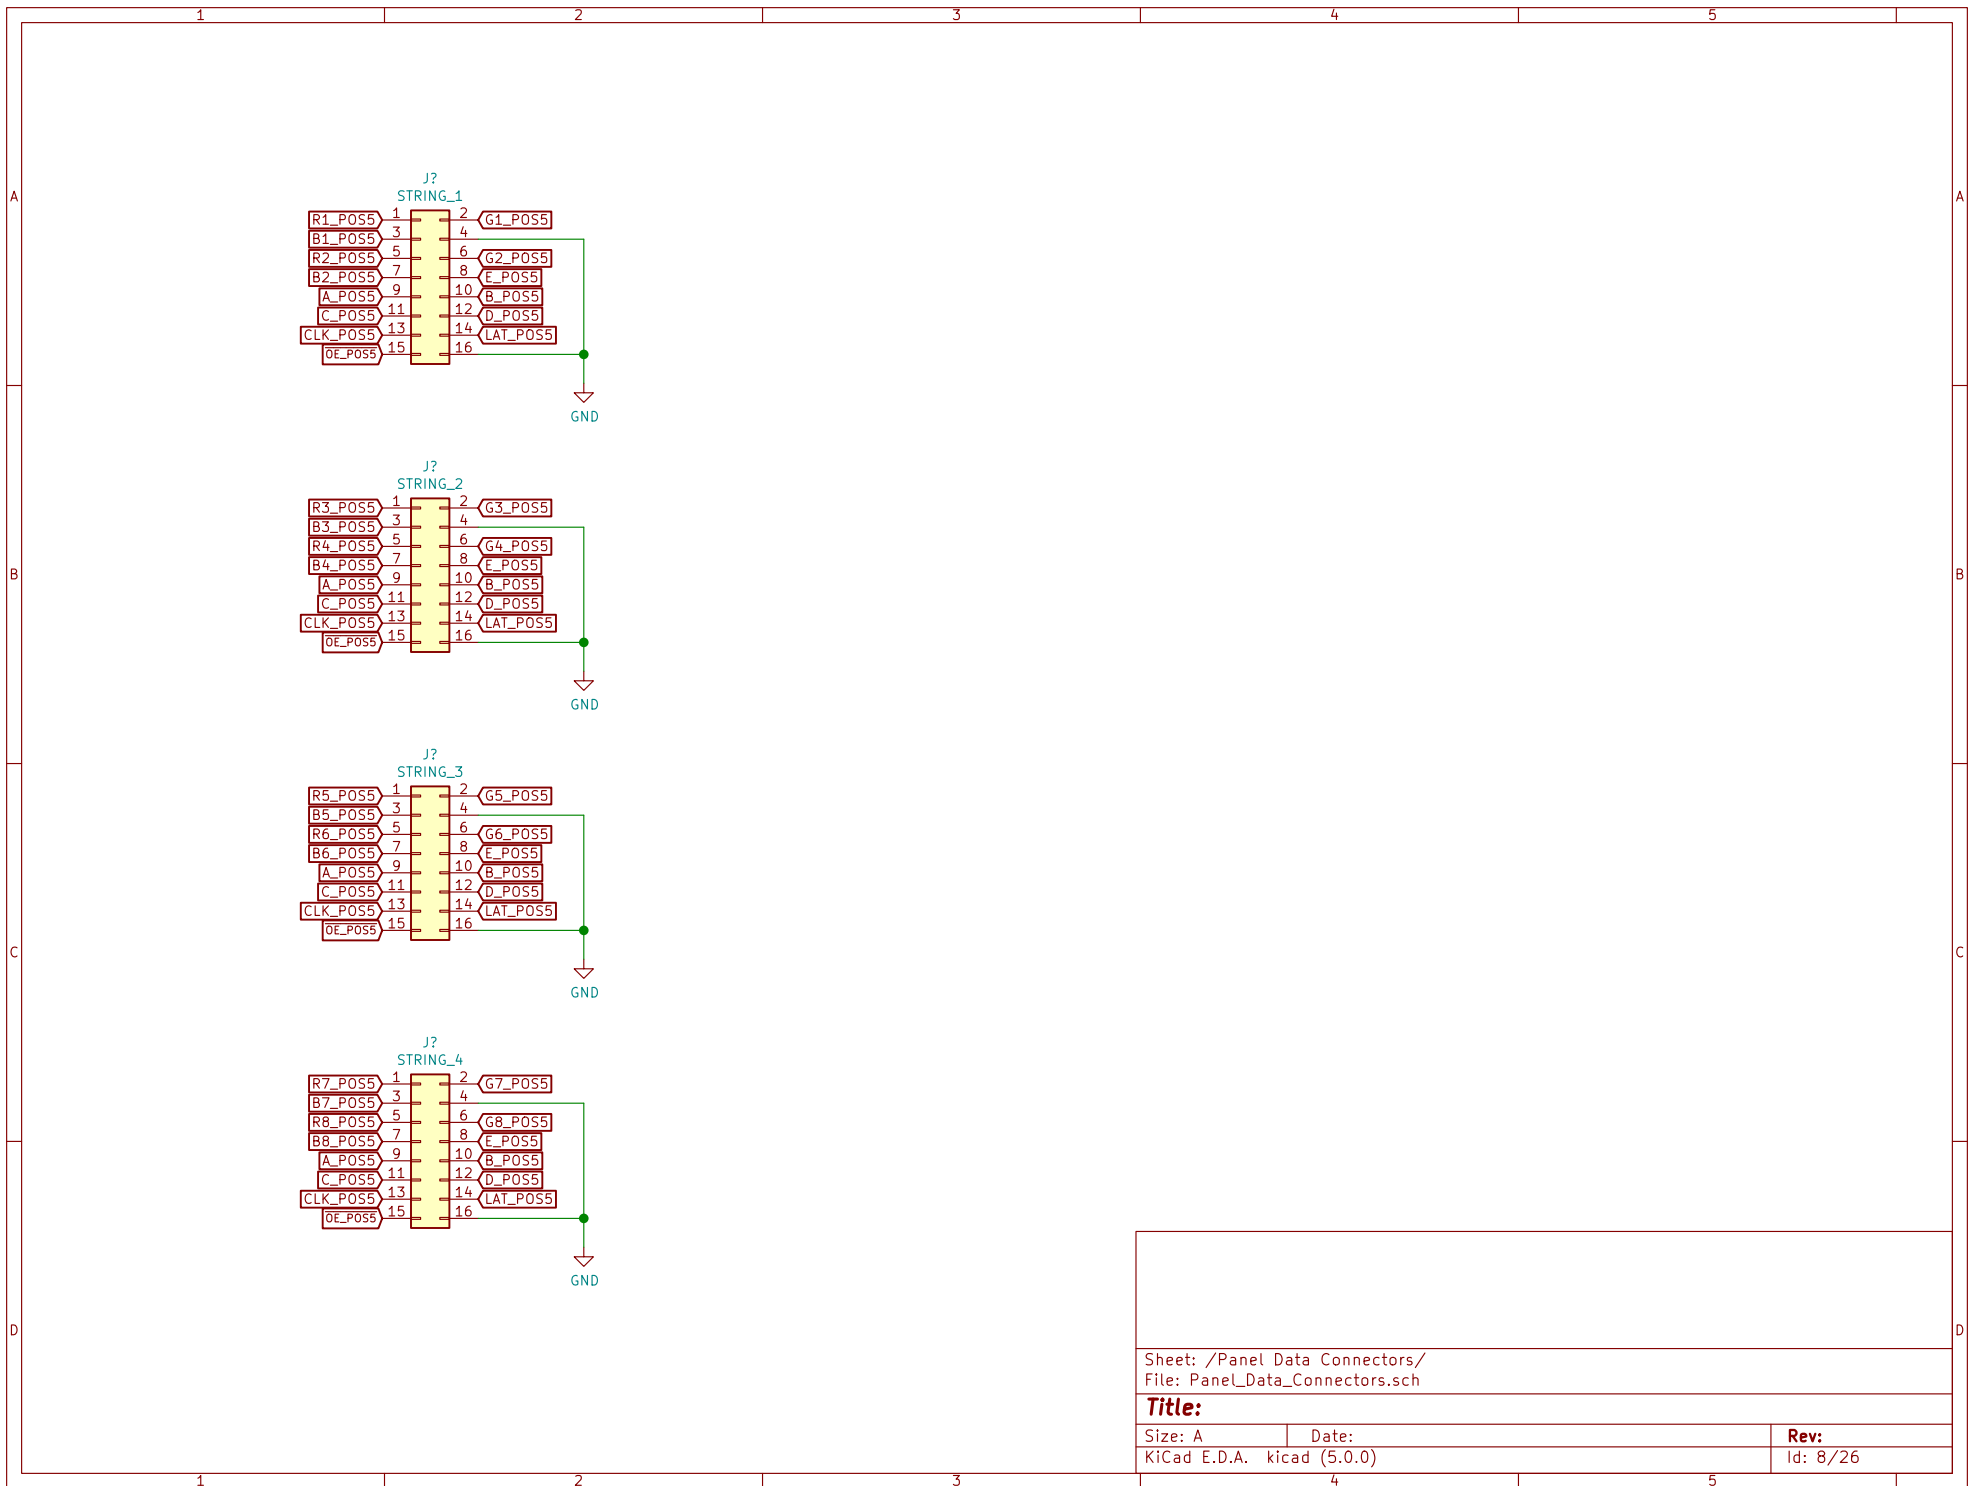 1 2 3 4 5
A A
J?
STRING_1
R1_POS5 1 2 G1_POS5
B1_POS5 3 4
R2_POS5 5 6 G2_POS5
B2_POS5 7 8 E_POS5
A_POS5 9 10 B_POS5
C_POS5 11 12 D_POS5
CLK_POS5 13 14 LAT_POS5
OE_POS5 15 16
GND
J?
STRING_2
R3_POS5 1 2 G3_POS5
B3_POS5 3 4
R4_POS5 5 6 G4_POS5
B4_POS5 7 8 E_POS5
B B
A_POS5 9 10 B_POS5
C_POS5 11 12 D_POS5
CLK_POS5 13 14 LAT_POS5
OE_POS5 15 16
GND
J?
STRING_3
R5_POS5 1 2 G5_POS5
B5_POS5 3 4
R6_POS5 5 6 G6_POS5
B6_POS5 7 8 E_POS5
A_POS5 9 10 B_POS5
C_POS5 11 12 D_POS5
CLK_POS5 13 14 LAT_POS5
OE_POS5 15 16
C C
GND
J?
STRING_4
R7_POS5 1 2 G7_POS5
B7_POS5 3 4
R8_POS5 5 6 G8_POS5
B8_POS5 7 8 E_POS5
A_POS5 9 10 B_POS5
C_POS5 11 12 D_POS5
CLK_POS5 13 14 LAT_POS5
OE_POS5 15 16
GND
D D
Sheet: /Panel Data Connectors/
File: Panel_Data_Connectors.sch
Title:
Size: A Date: Rev:
KiCad E.D.A. kicad (5.0.0) Id: 8/26
1 2 3 4 5